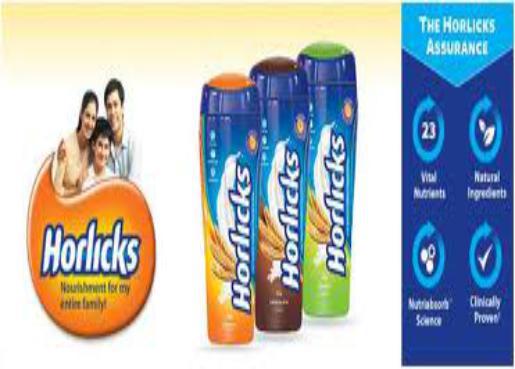 Horlicks
Nourishment for my
entire family!
Horlicks
Horlicks
Horlicks
THE HORLICKS
ASSURANCE
23
Vital
Nutrients
Natural
Ingredients
Nutriabsorb
Science
Clinically
Proven